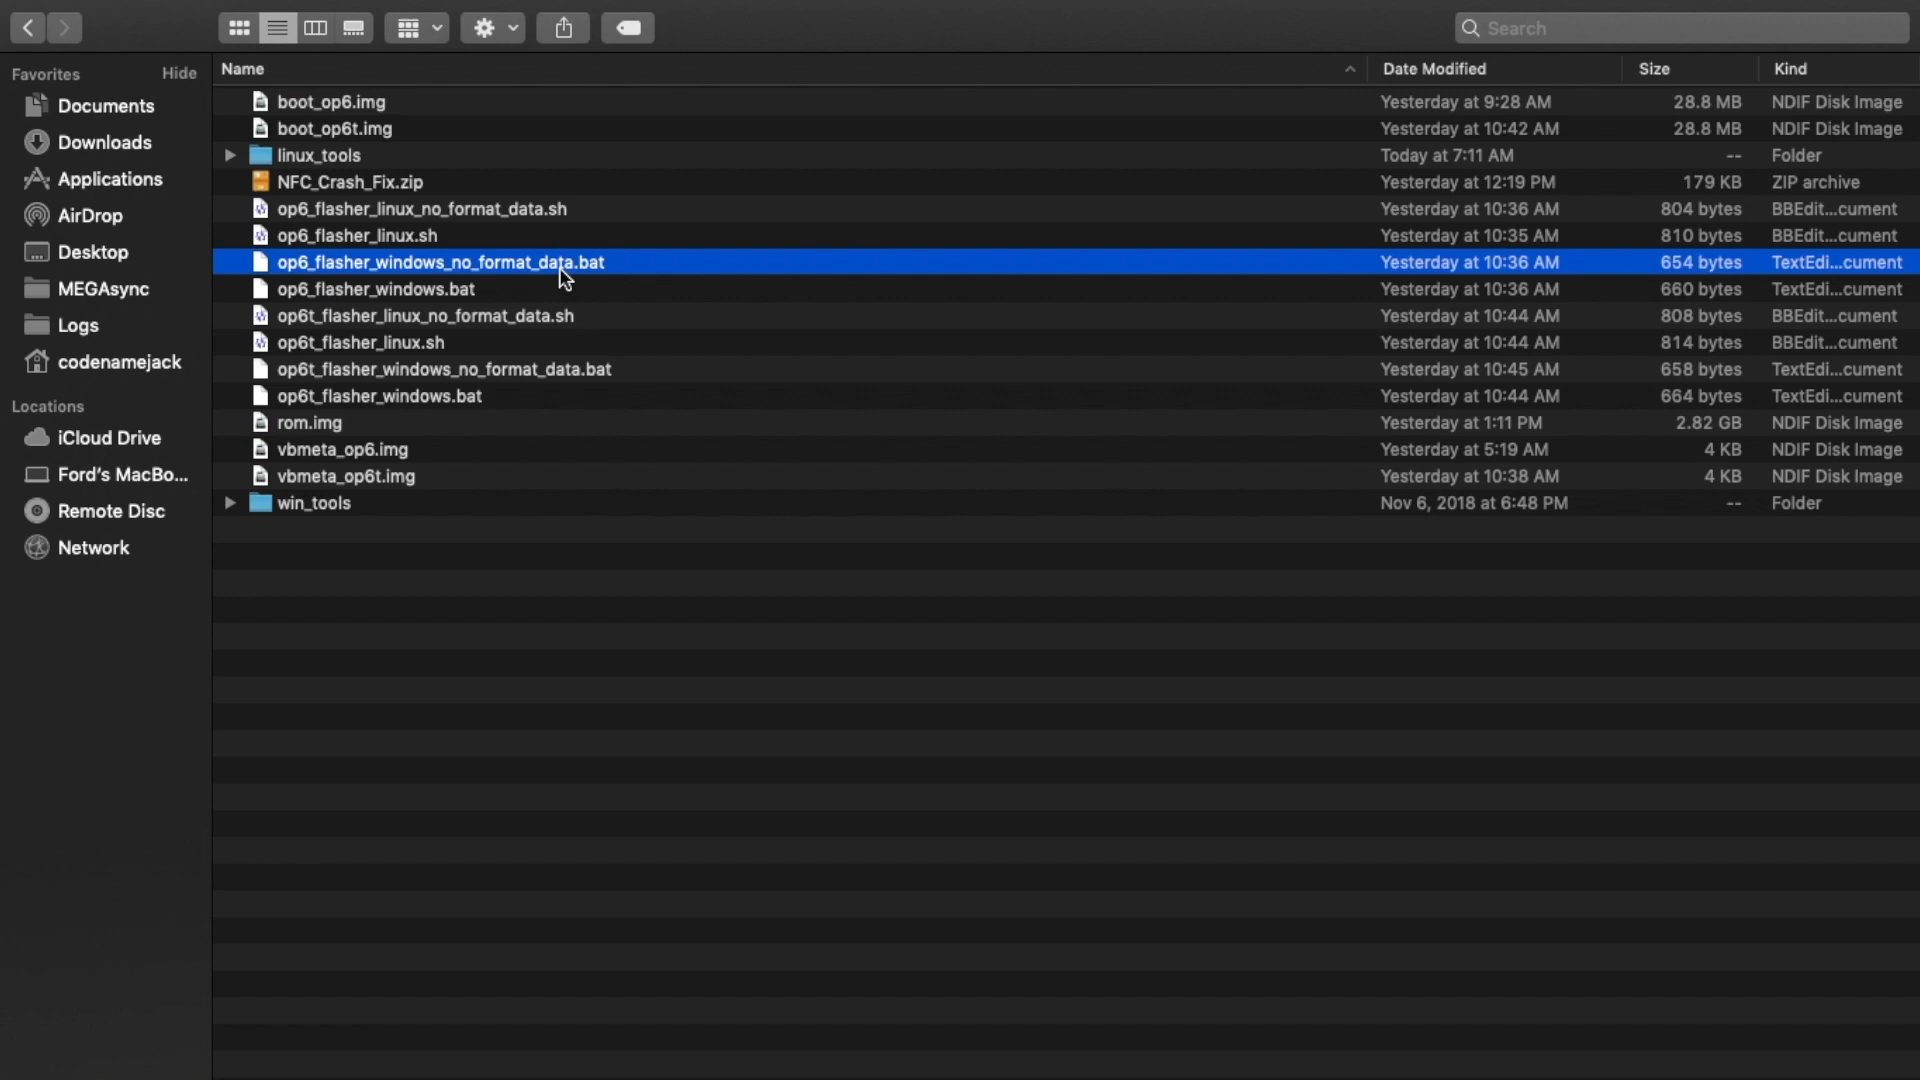 Search
Favorites Hide
Documents
Downloads
Applications
AirDrop
Desktop
MEGAsync
Logs
codenamejack
Locations
iCloud Drive
Ford's MacBo...
Remote Disc
Network
Name Date Modified Size Kind
boot_op6.img Yesterday at 9:28 AM 28.8 MB NDIF Disk Image
boot_op6t.img Yesterday at 10:42 AM 28.8 MB NDIF Disk Image
linux_tools Today at 7:11 AM -- Folder
NFC_Crash_Fix.zip Yesterday at 12:19 PM 179 KB ZIP archive
op6_flasher_linux_no_format_data.sh Yesterday at 10:36 AM 804 bytes BBEdit...cument
op6_flasher_linux.sh Yesterday at 10:35 AM 810 bytes BBEdit...cument
op6_flasher_windows_no_format_data.bat Yesterday at 10:36 AM 654 bytes TextEdi...cument
op6_flasher_windows.bat Yesterday at 10:36 AM 660 bytes TextEdi...cument
op6t_flasher_linux_no_format_data.sh Yesterday at 10:44 AM 808 bytes BBEdit...cument
op6t_flasher_linux.sh Yesterday at 10:44 AM 814 bytes BBEdit...cument
op6t_flasher_windows_no_format_data.bat Yesterday at 10:45 AM 658 bytes TextEdi...cument
op6t_flasher_windows.bat Yesterday at 10:44 AM 664 bytes TextEdi...cument
rom.img Yesterday at 1:11 PM 2.82 GB NDIF Disk Image
vbmeta_op6.img Yesterday at 5:19 AM 4 KB NDIF Disk Image
vbmeta_op6t.img Yesterday at 10:38 AM 4 KB NDIF Disk Image
win_tools Nov 6, 2018 at 6:48 PM -- Folder